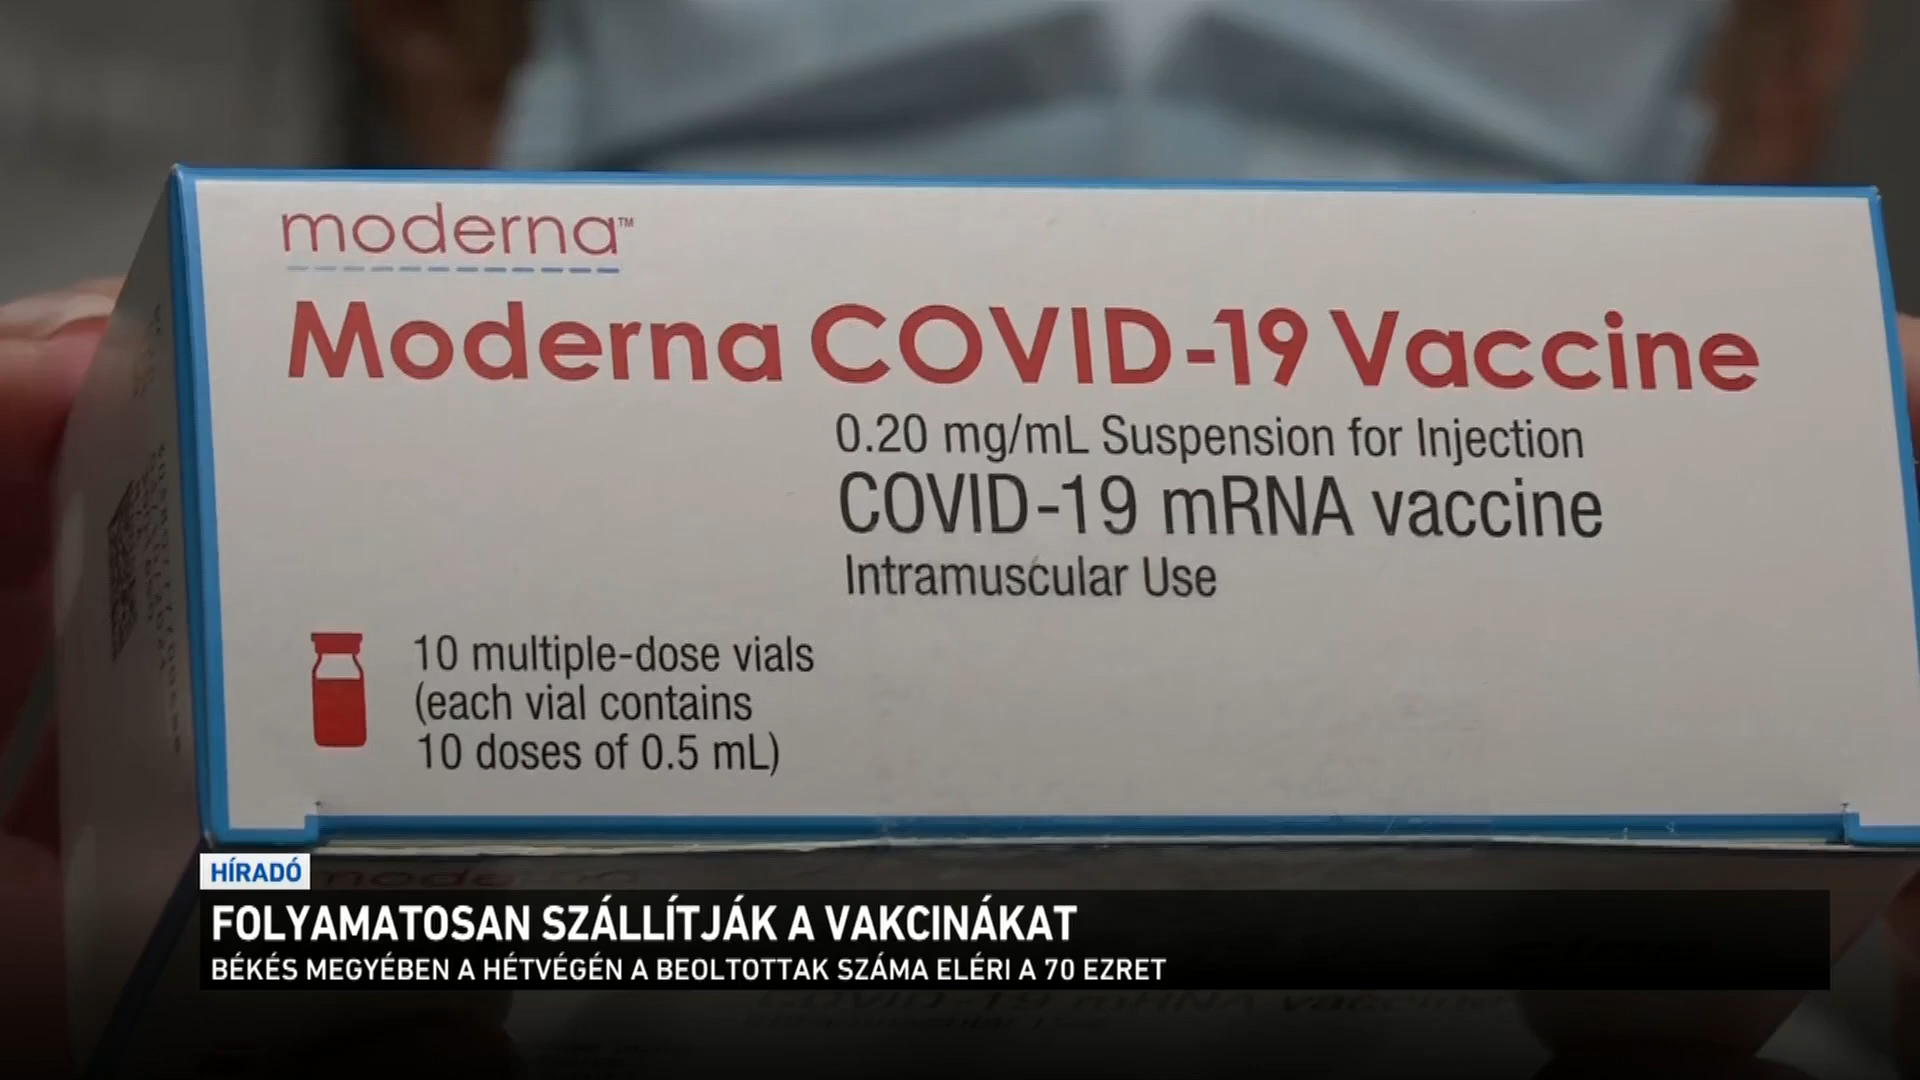 moderna™
Moderna COVID-19 Vaccine
0.20 mg/mL Suspension for Injection
COVID-19 mRNA vaccine
Intramuscular Use
10 multiple-dose vials
(each vial contains
10 doses of 0.5 mL)
HÍRADÓ
FOLYAMATOSAN SZÁLLÍTJÁK A VAKCINÁKAT
BÉKÉS MEGYÉBEN A HÉTVÉGÉN A BEOLTOTTAK SZÁMA ELÉRI A 70 EZRET